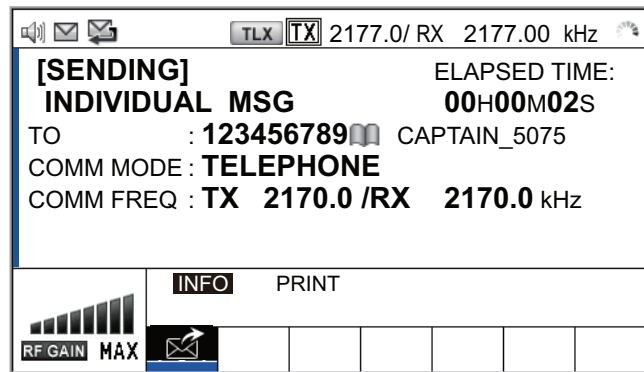 TLX TX 2177.0/ RX 2177.00 kHz
[SENDING] ELAPSED TIME:
INDIVIDUAL MSG 00H00M02S
TO : 123456789 CAPTAIN_5075
COMM MODE : TELEPHONE
COMM FREQ : TX 2170.0 /RX 2170.0 kHz
INFO PRINT
RF GAIN MAX